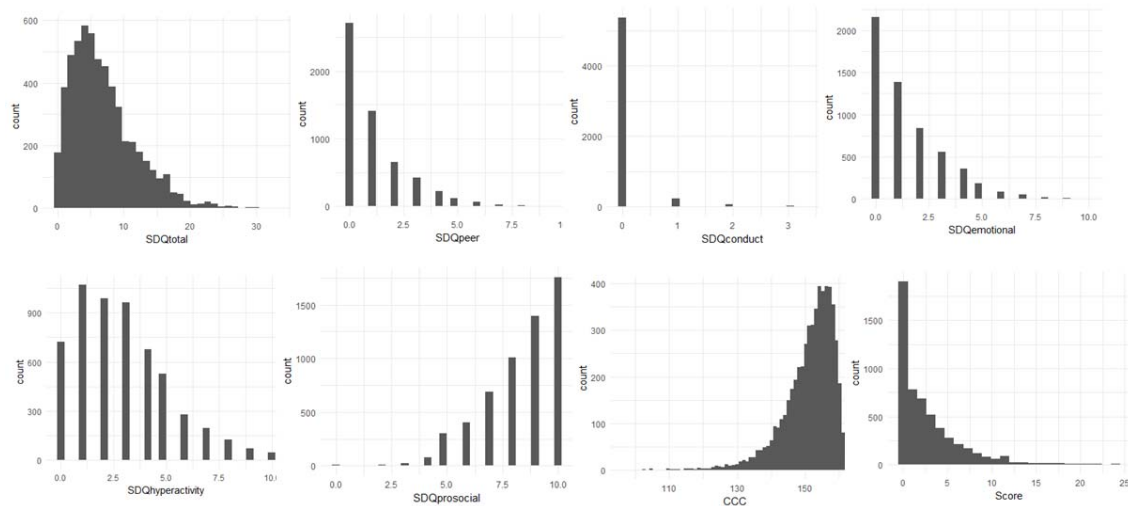 600
400
200
0
count
0 10 20 30
SDQtotal
2000
1000
0
count
0.0 2.5 5.0 7.5 1
SDQpeer
4000
2000
0
count
0 1 2 3
SDQconduct
2000
1500
1000
500
0
count
0.0 2.5 5.0 7.5 10.0
SDQemotional
900
600
300
0
count
0.0 2.5 5.0 7.5 10.
SDQhyperactivity
1500
1000
500
0
count
0.0 2.5 5.0 7.5 10.0
SDQprosocial
400
300
200
100
0
count
110 130 150
CCC
1500
1000
500
0
count
0 5 10 15 20 25
Score